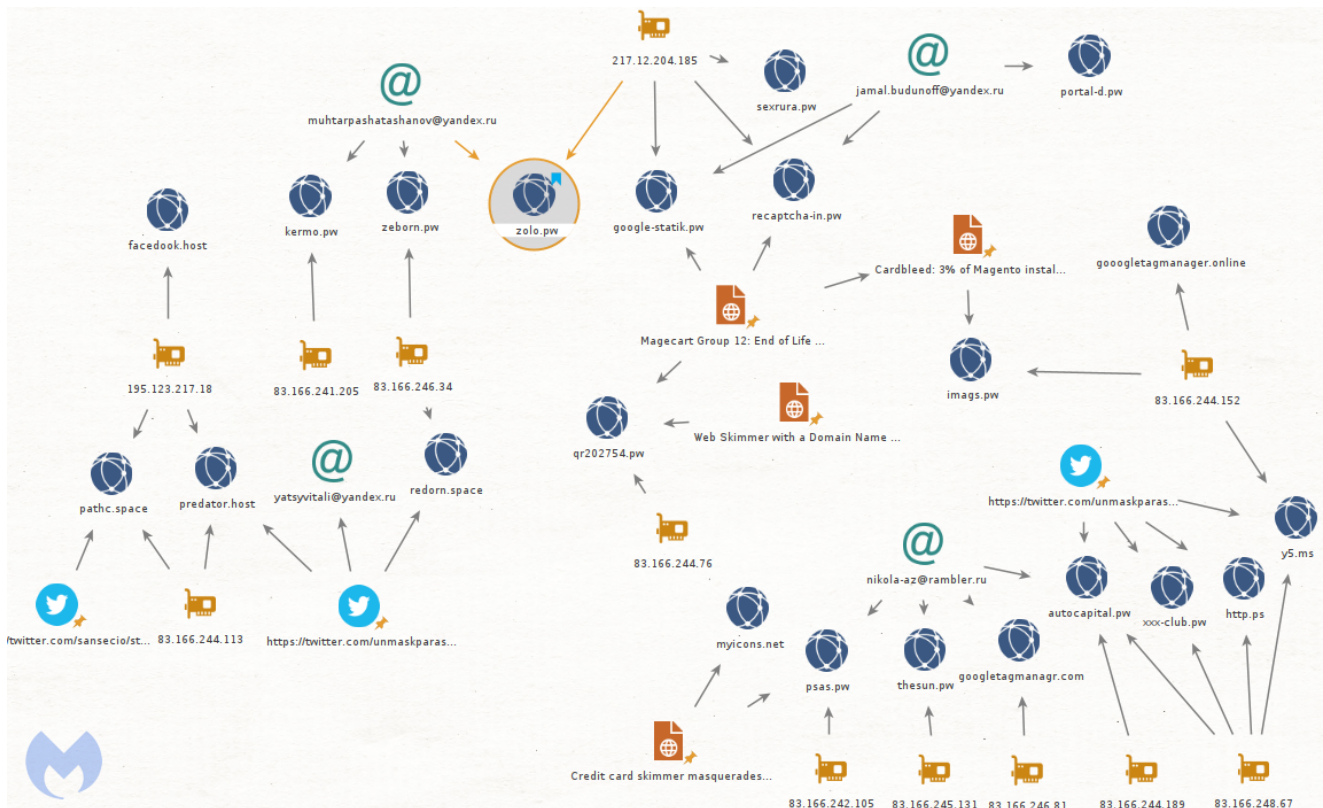 217.12.204.185
sexrura.pw
jamal.budunoff@yandex.ru
portal-d.pw
muhtarpashatashanov@yandex.ru
facedook.host
kermo.pw
zeborn.pw
zolo.pw
google-statik.pw
recaptcha-in.pw
Cardbleed: 3% of Magento instal...
gooogletagmanager.online
Magecart Group 12: End of Life ...
195.123.217.18
83.166.241.205
83.166.246.34
imags.pw
83.166.244.152
Web Skimmer with a Domain Name ...
qr202754.pw
pathc.space
predator.host
yatsyvitali@yandex.ru
redorn.space
https://twitter.com/unmaskparas...
y5.ms
83.166.244.76
nikola-az@rambler.ru
/twitter.com/sansecio/st...
83.166.244.113
https://twitter.com/unmaskparas...
myicons.net
autocapital.pw
xxx-club.pw
http.ps
psas.pw
thesun.pw
googletagmanagr.com
Credit card skimmer masquerades...
83.166.242.105
83.166.245.131
83.166.246.81
83.166.244.189
83.166.248.67